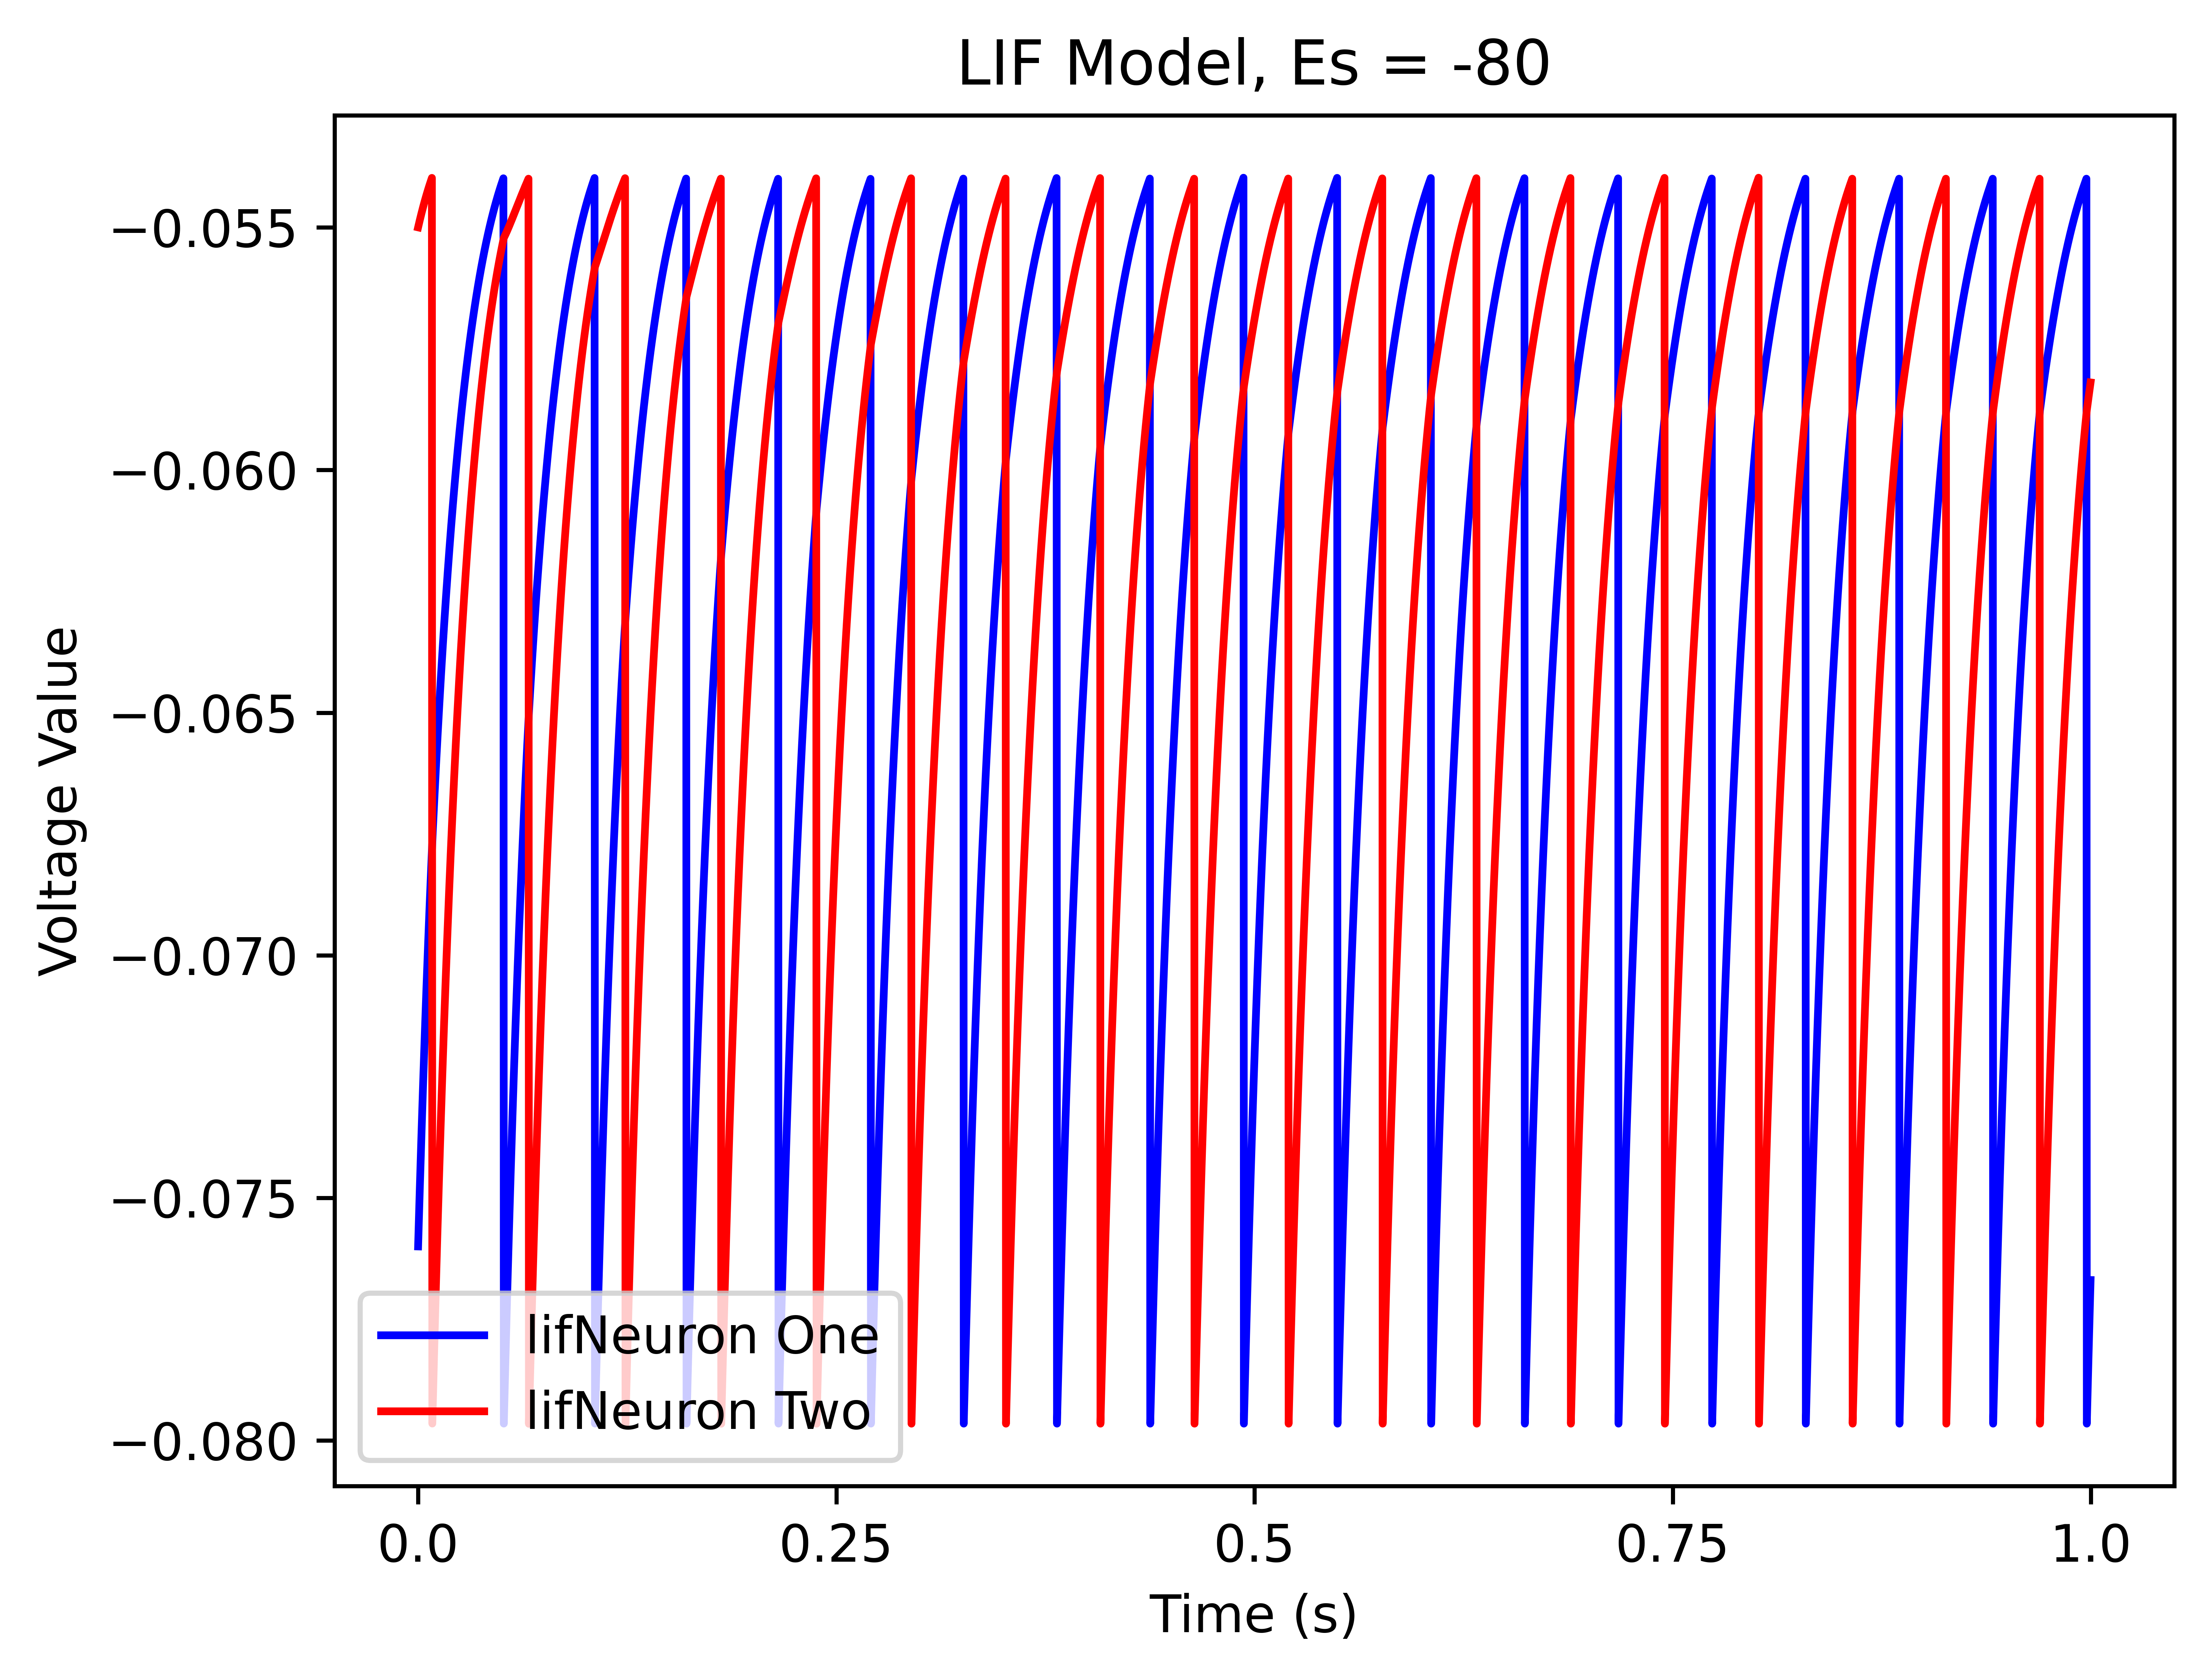 LIF Model, Es = -80
Voltage Value
−0.055
−0.060
−0.065
−0.070
−0.075
−0.080
lifNeuron One
lifNeuron Two
0.0 0.25 0.5 0.75 1.0
Time (s)